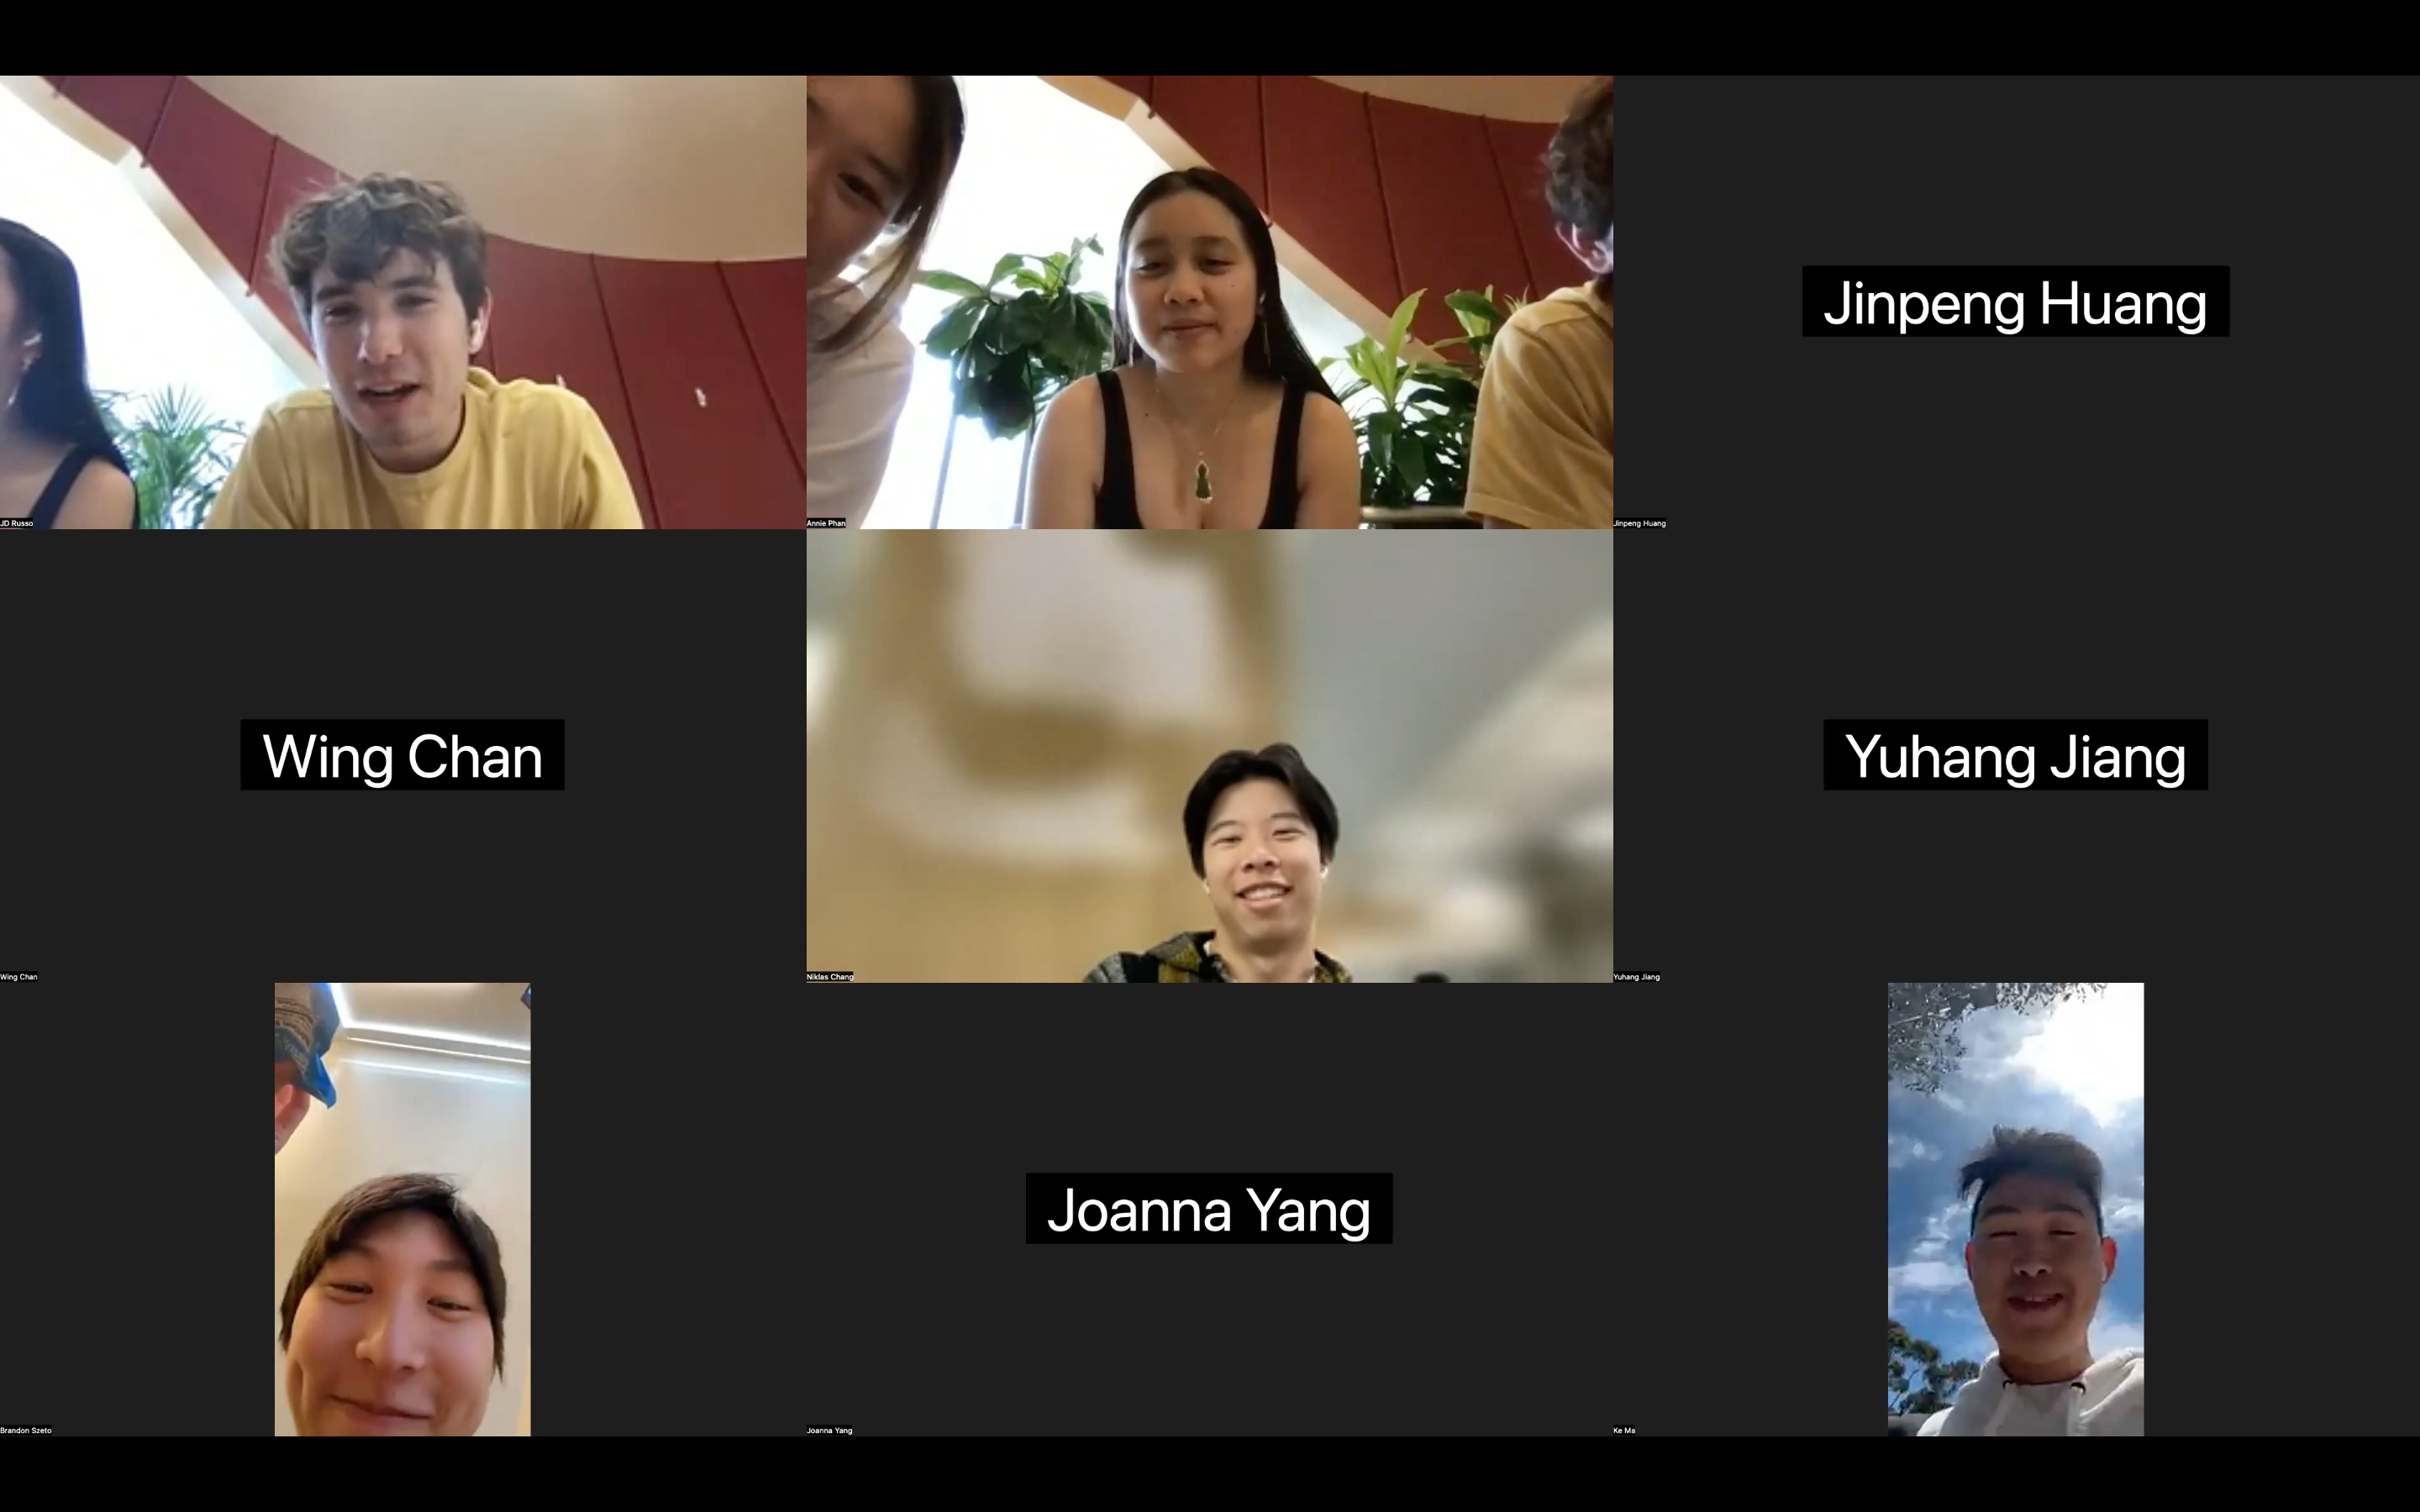 JD Russo
Annie Phan
Jinpeng Huang
Jinpeng Huang
Wing Chan
Wing Chan
Niklas Chang
Yuhang Jiang
Yuhang Jiang
Brandon Szeto
Joanna Yang
Joanna Yang
Ke Ma